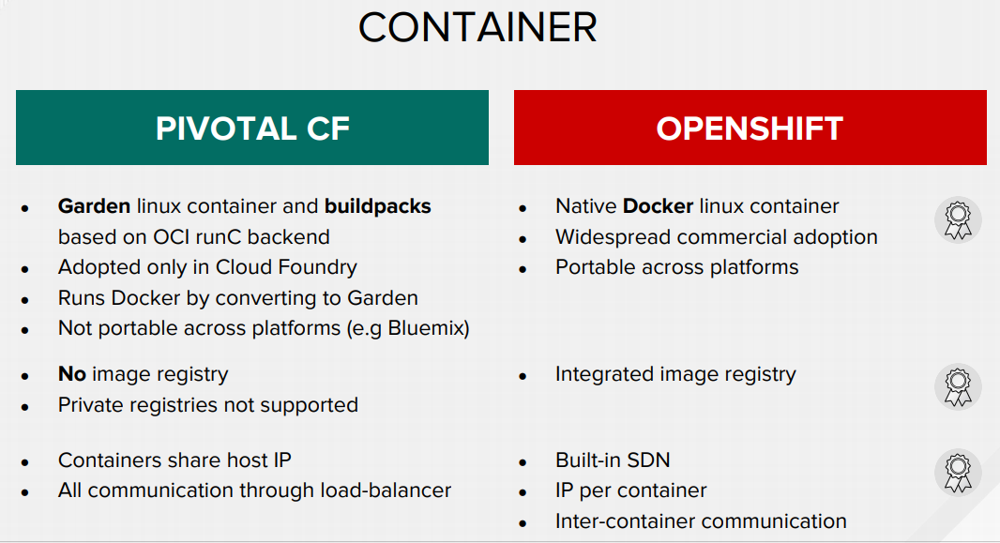 CONTAINER
PIVOTAL CF
Garden linux container and buildpacks
based on OCI runC backend
Adopted only in Cloud Foundry
Runs Docker by converting to Garden
Not portable across platforms (e.g Bluemix)
No image registry
Private registries not supported
Containers share host IP
All communication through load-balancer
OPENSHIFT
Native Docker linux container
Widespread commercial adoption
Portable across platforms
Integrated image registry
Built-in SDN
IP per container
Inter-container communication